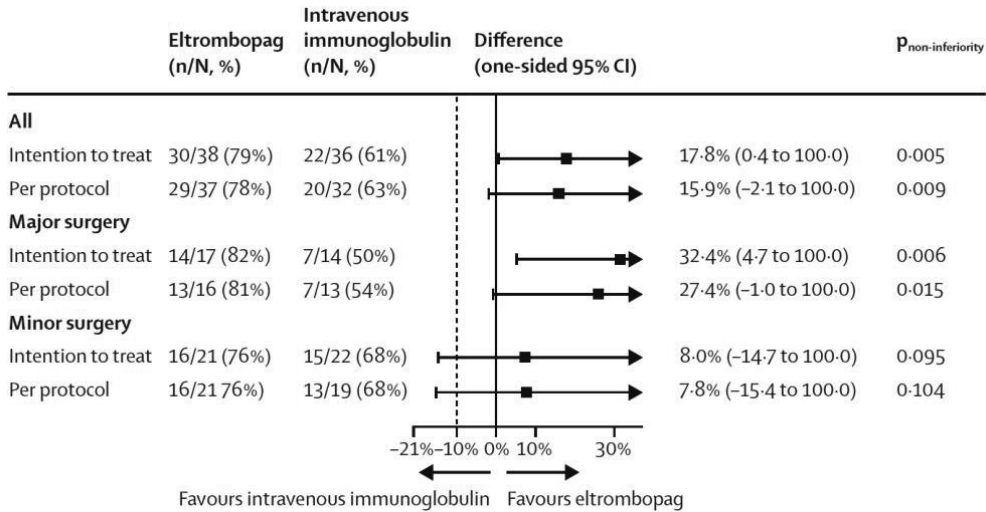 Eltrombopag (n/N, %) Intravenous immunoglobulin (n/N, %) Difference (one-sided 95% CI) pnon-inferiority
All
Intention to treat 30/38 (79%) 22/36 (61%) 17·8% (0·4 to 100·0) 0·005
Per protocol 29/37 (78%) 20/32 (63%) 15·9% (–2·1 to 100·0) 0·009
Major surgery
Intention to treat 14/17 (82%) 7/14 (50%) 32·4% (4·7 to 100·0) 0·006
Per protocol 13/16 (81%) 7/13 (54%) 27·4% (–1·0 to 100·0) 0·015
Minor surgery
Intention to treat 16/21 (76%) 15/22 (68%) 8·0% (–14·7 to 100·0) 0·095
Per protocol 16/21 76%) 13/19 (68%) 7·8% (–15·4 to 100·0) 0·104
–21% –10% 0% 10% 30%
Favours intravenous immunoglobulin Favours eltrombopag